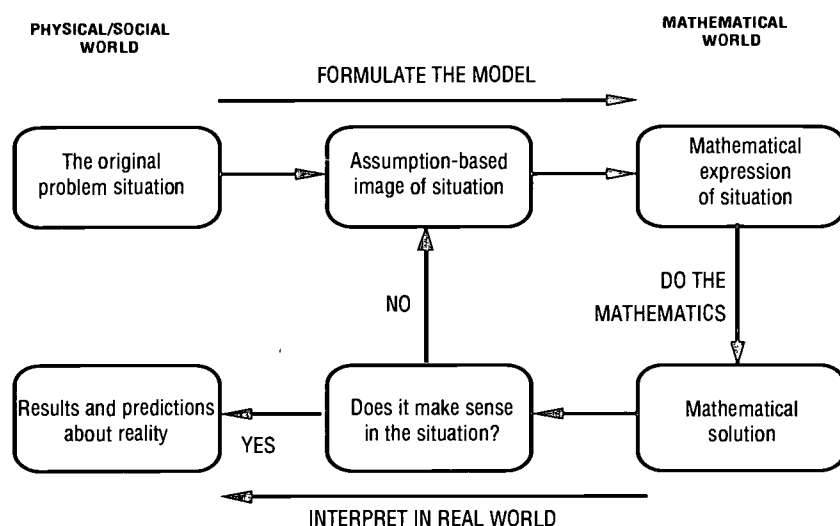 PHYSICAL/SOCIAL
WORLD
MATHEMATICAL
WORLD
FORMULATE THE MODEL
The original
problem situation
Assumption-based
image of situation
Mathematical
expression
of situation
NO
DO THE
MATHEMATICS
Results and predictions
about reality
YES
Does it make sense
in the situation?
Mathematical
solution
INTERPRET IN REAL WORLD